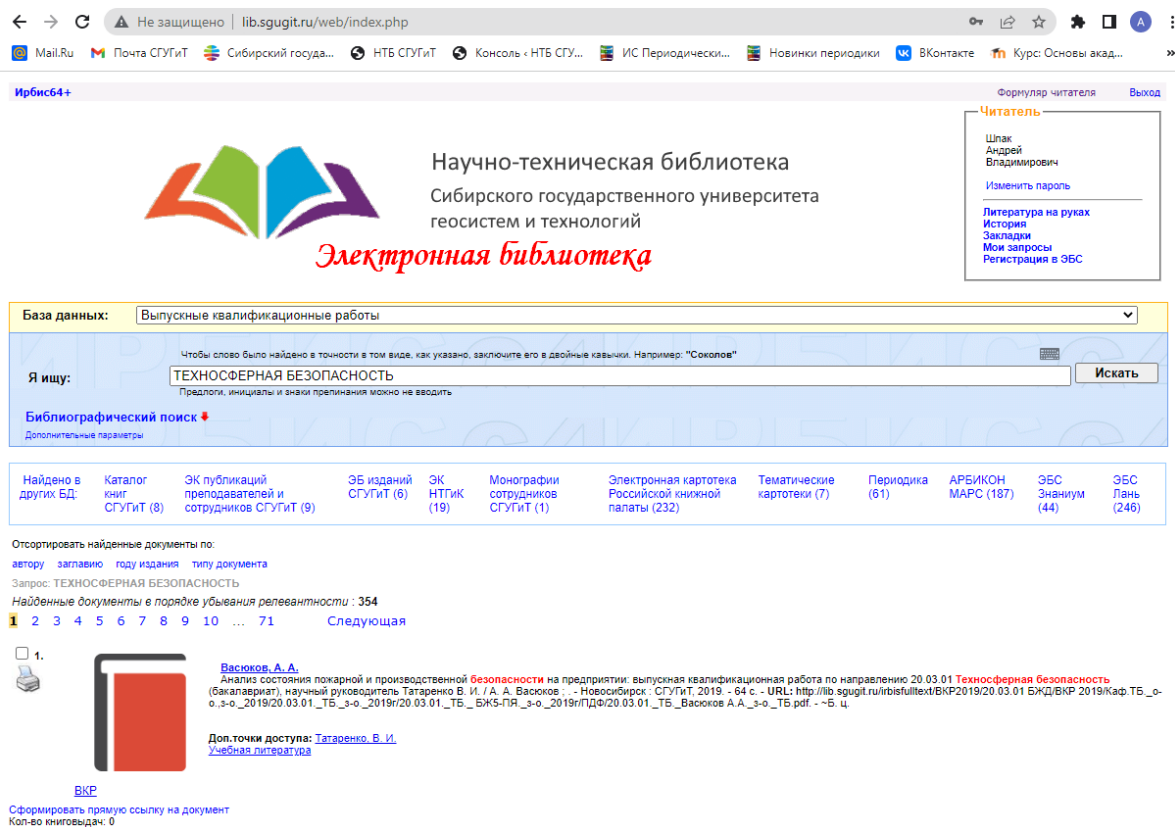 Не защищено | lib.sgugit.ru/web/index.php
A
Mail.Ru Почта СГУГиТ Сибирский госуда... НТБ СГУГиТ Консоль ‹ НТБ СГУ... ИС Периодически... Новинки периодики ВКонтакте Курс: Основы акад... »
Ирбис64+ Формуляр читателя Выход
Читатель
Шпак
Андрей
Владимирович
Изменить пароль
Литература на руках
История
Закладки
Мои запросы
Регистрация в ЭБС
Научно-техническая библиотека
Сибирского государственного университета
геосистем и технологий
Электронная библиотека
База данных: Выпускные квалификационные работы
Чтобы слово было найдено в точности в том виде, как указано, заключите его в двойные кавычки. Например: "Соколов"
Я ищу: ТЕХНОСФЕРНАЯ БЕЗОПАСНОСТЬ Искать
Предлоги, инициалы и знаки препинания можно не вводить
Библиографический поиск
Дополнительные параметры
Найдено в других БД:
Каталог книг СГУГиТ (8)
ЭК публикаций преподавателей и сотрудников СГУГиТ (9)
ЭБ изданий СГУГиТ (6)
ЭК НТГиК (19)
Монографии сотрудников СГУГиТ (1)
Электронная картотека Российской книжной палаты (232)
Тематические картотеки (7)
Периодика (61)
АРБИКОН МАРС (187)
ЭБС Знаниум (44)
ЭБС Лань (246)
Отсортировать найденные документы по:
автору заглавию году издания типу документа
Запрос: ТЕХНОСФЕРНАЯ БЕЗОПАСНОСТЬ
Найденные документы в порядке убывания релевантности : 354
1 2 3 4 5 6 7 8 9 10 ... 71 Следующая
1.
Васюков, А. А.
Анализ состояния пожарной и производственной безопасности на предприятии: выпускная квалификационная работа по направлению 20.03.01 Техносферная безопасность
(бакалавриат), научный руководитель Татаренко В. И. / А. А. Васюков ; . - Новосибирск : СГУГиТ, 2019. - 64 с. - URL: http://lib.sgugit.ru/irbisfulltext/ВКР2019/20.03.01 БЖД/ВКР 2019/Каф.ТБ._о-
о.,з-о._2019/20.03.01._ТБ._з-о._2019г/20.03.01._ТБ._ БЖ5-ПЯ._з-о._2019г/ПДФ/20.03.01._ТБ._Васюков А.А._з-о._ТБ.pdf. - ~Б. ц.
Доп.точки доступа: Татаренко, В. И.
Учебная литература
ВКР
Сформировать прямую ссылку на документ
Кол-во книговыдач: 0